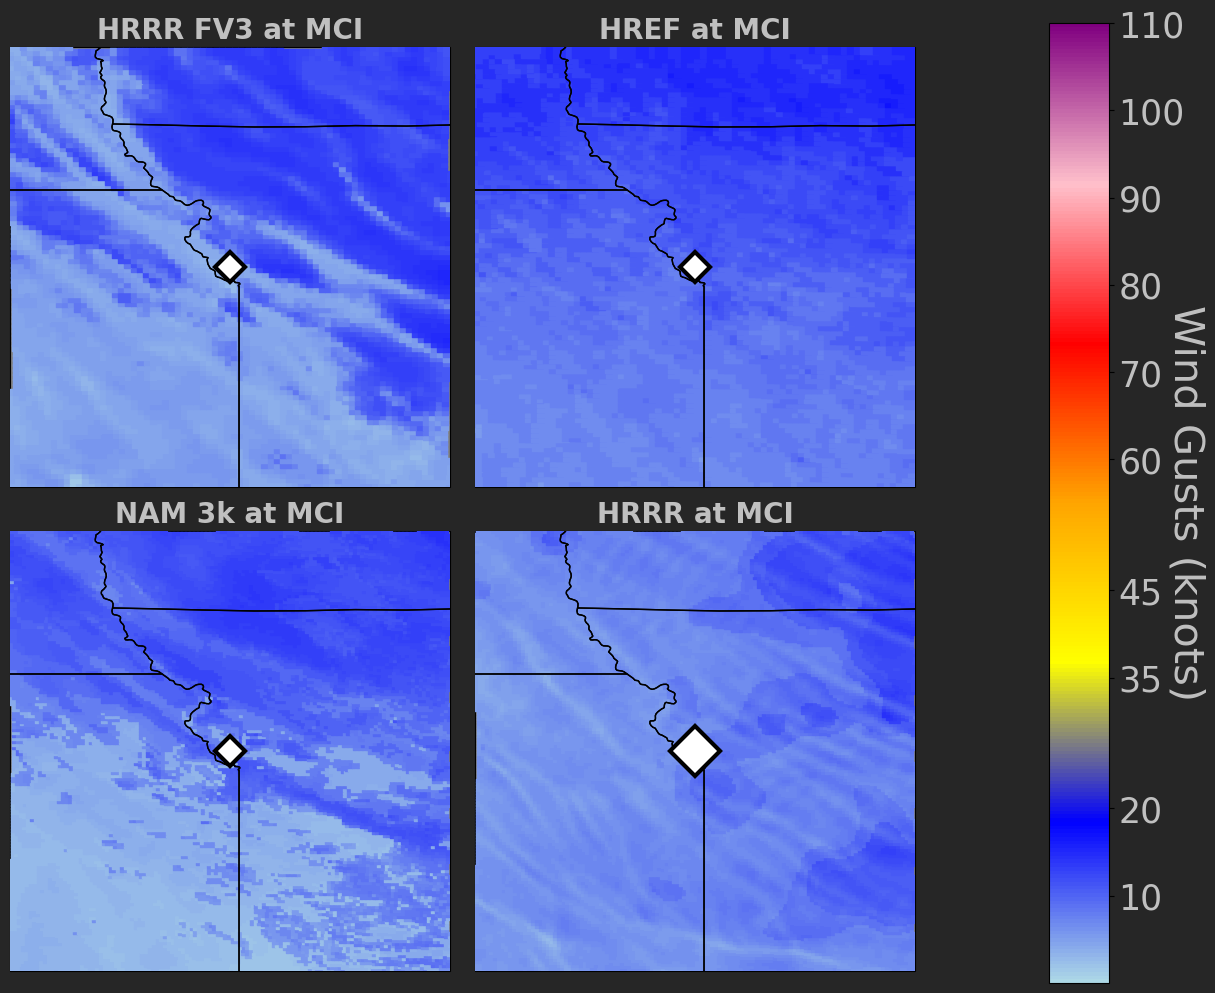 HRRR FV3 at MCI
HREF at MCI
NAM 3k at MCI
HRRR at MCI
110
100
90
80
70
60
45
35
20
10
Wind Gusts (knots)